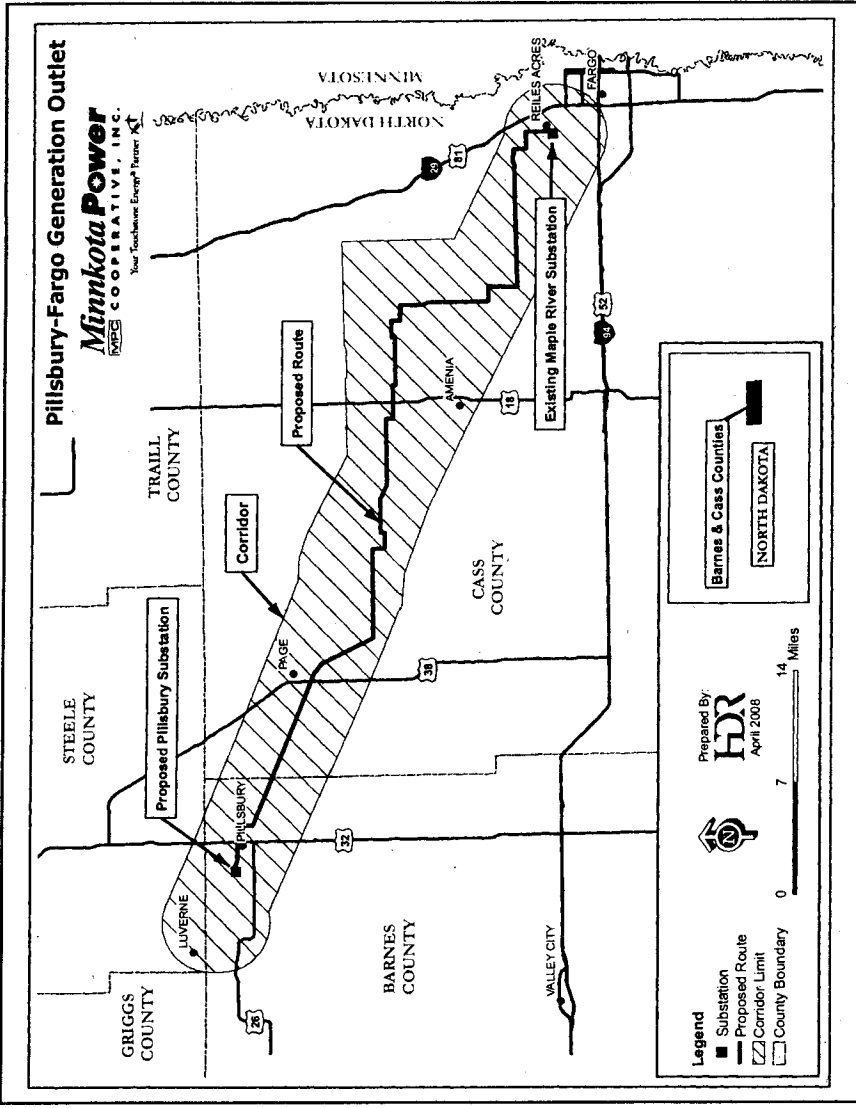 Pillsbury-Fargo Generation Outlet
Minnkota Power
MPC COOPERATIVE, INC.
Your Touchstone Energy® Partner
STEELE
COUNTY
TRAILL
COUNTY
GRIGGS
COUNTY
NORTH DAKOTA
MINNESOTA
Proposed Pillsbury Substation
Corridor
Proposed Route
LUVERNE
PILLSBURY
PAGE
AMENIA
REILES ACRES
FARGO
Existing Maple River Substation
BARNES
COUNTY
CASS
COUNTY
VALLEY CITY
26
32
38
18
29
81
94
52
Legend
Substation
Proposed Route
Corridor Limit
County Boundary
N
Prepared By:
HDR
April 2008
0 7 14
Miles
Barnes & Cass Counties
NORTH DAKOTA